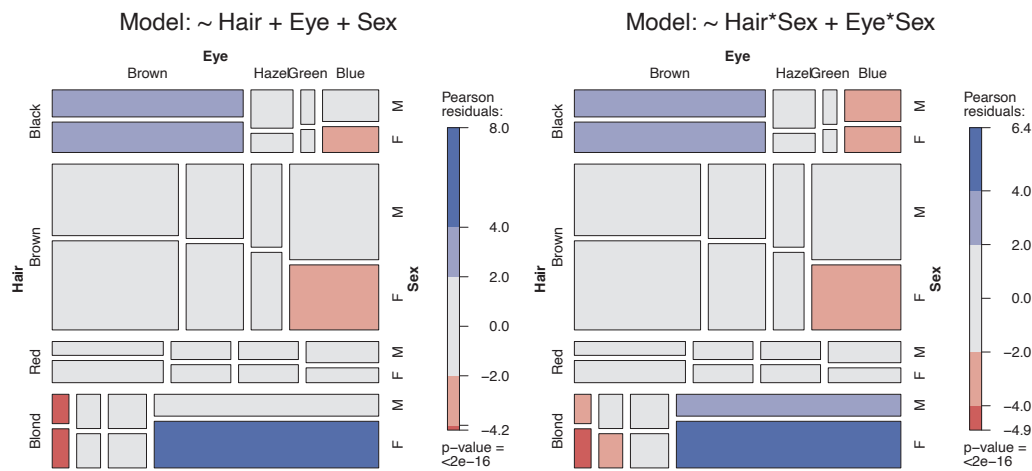 Model: ~ Hair + Eye + Sex
Eye
Brown Hazel Green Blue
Hair
Black
Brown
Red
Blond
Sex
M
F
M
F
M
F
M
F
Pearson
residuals:
8.0
4.0
2.0
0.0
−2.0
−4.2
p−value =
<2e−16
Model: ~ Hair*Sex + Eye*Sex
Eye
Brown Hazel Green Blue
Hair
Black
Brown
Red
Blond
Sex
M
F
M
F
M
F
M
F
Pearson
residuals:
6.4
4.0
2.0
0.0
−2.0
−4.0
−4.9
p−value =
<2e−16